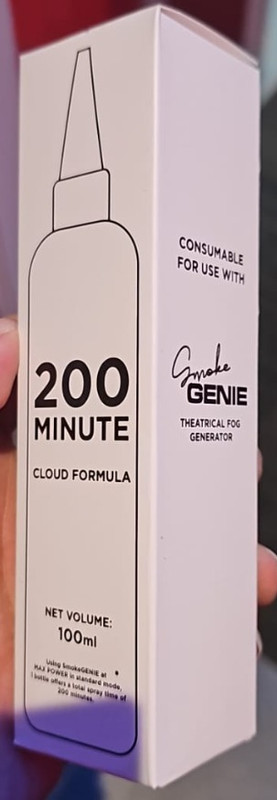 200
MINUTE
CLOUD FORMULA
NET VOLUME:
100ml
Using SmokeGENIE at
MAX POWER in standard mode,
1 bottle offers a total spray time of
200 minutes.
CONSUMABLE
FOR USE WITH
Smoke
GENIE
THEATRICAL FOG
GENERATOR